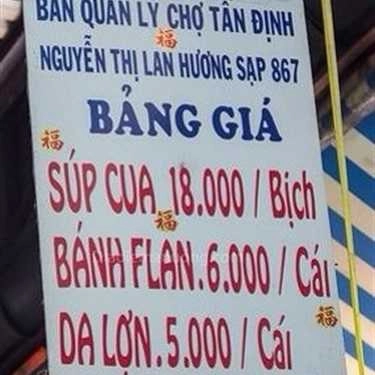 BAN QUẢN LÝ CHỢ TÂN ĐỊNH
NGUYỄN THỊ LAN HƯƠNG SẠP 867
BẢNG GIÁ
SÚP CUA 18.000 / Bịch
BÁNH FLAN.6.000 / Cái
DA LỢN.5.000 / Cái
福
福
福
福